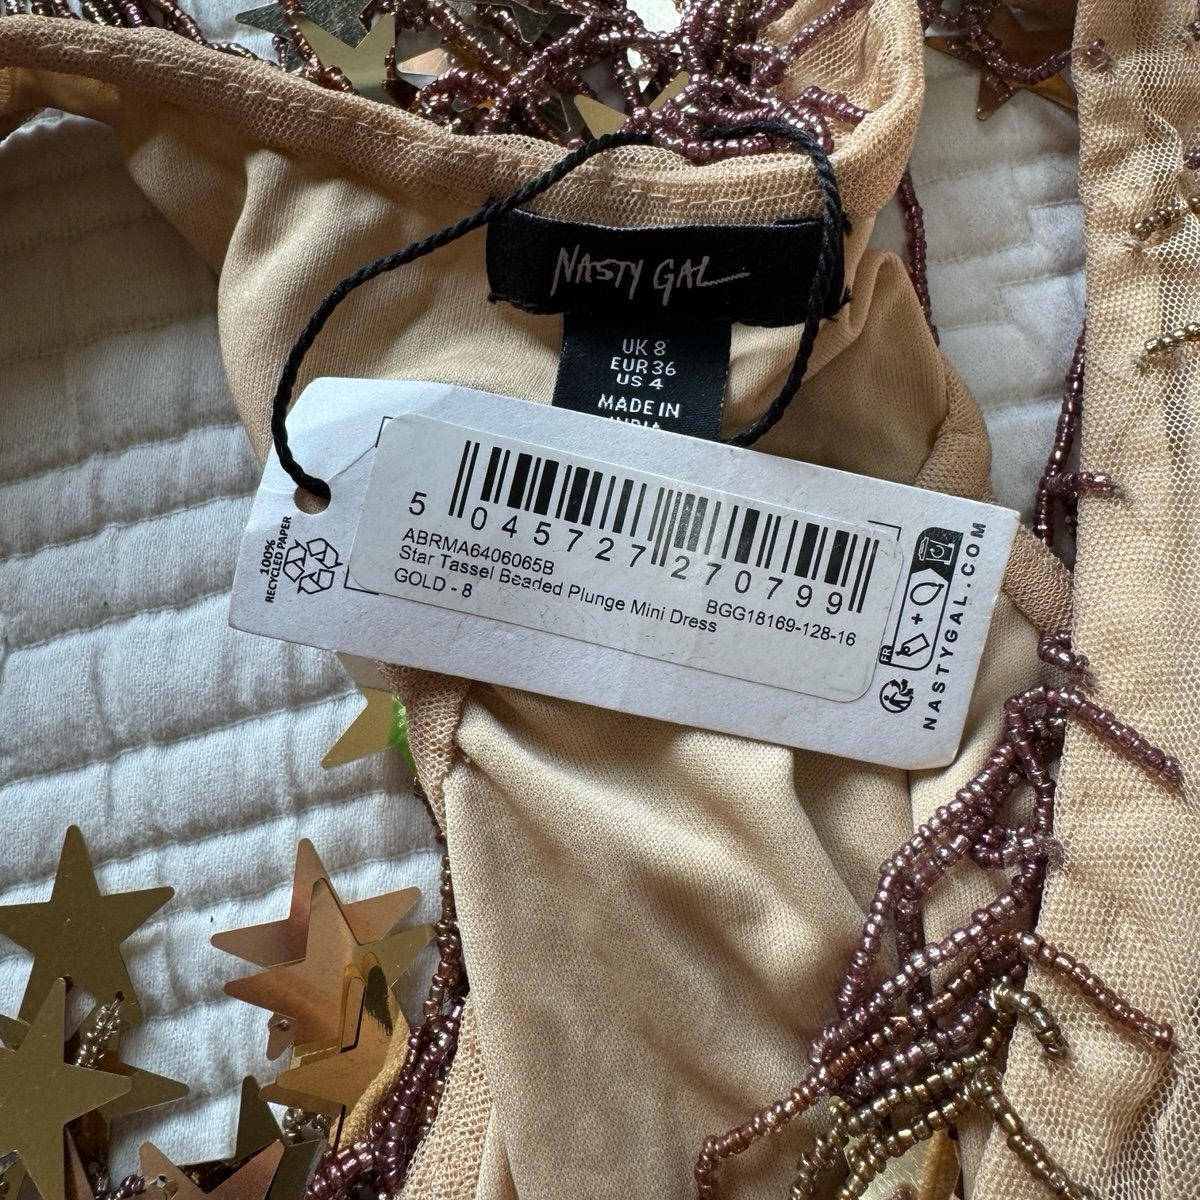 NASTY GAL
UK 8
EUR 36
US 4
MADE IN
INDIA
100%
RECYCLED PAPER
5 045727 270799
ABRMA6406065B
Star Tassel Beaded Plunge Mini Dress
GOLD - 8
BGG18169-128-16
FR
NASTYGAL.COM